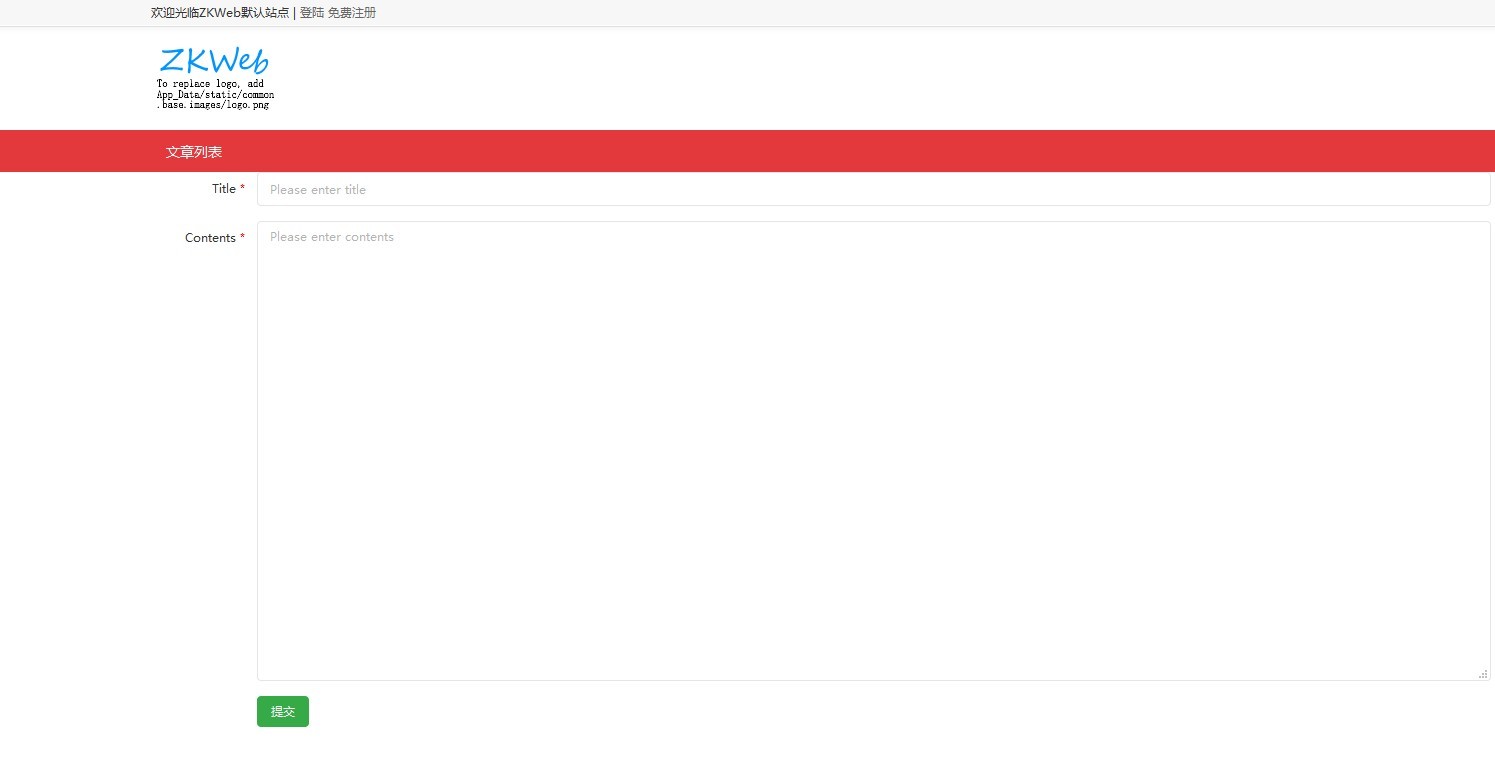 欢迎光临ZKWeb默认站点 | 登陆 免费注册
ZKWeb
To replace logo, add
App_Data/static/common
.base.images/logo.png
文章列表
Title *
Please enter title
Contents *
Please enter contents
提交